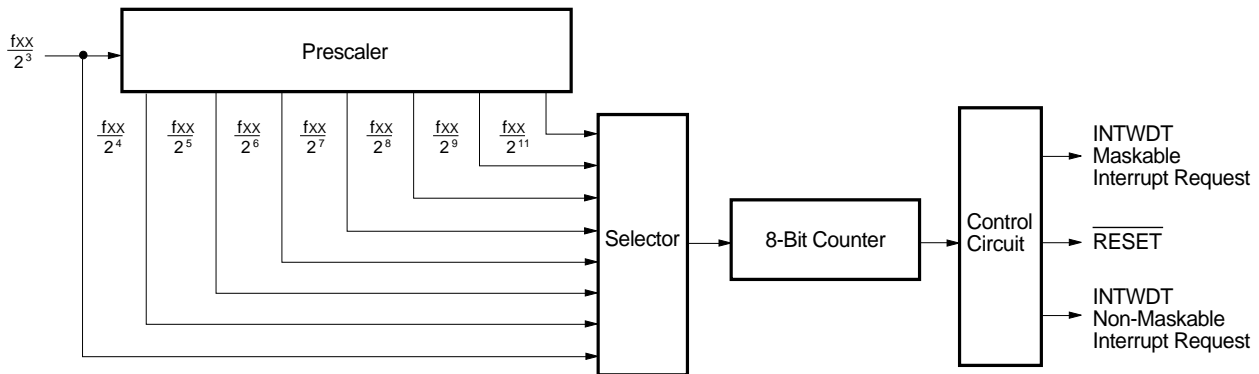 fXX
2^3
Prescaler
fXX
2^4
fXX
2^5
fXX
2^6
fXX
2^7
fXX
2^8
fXX
2^9
fXX
2^11
Selector
8-Bit Counter
Control
Circuit
INTWDT
Maskable
Interrupt Request
RESET
INTWDT
Non-Maskable
Interrupt Request